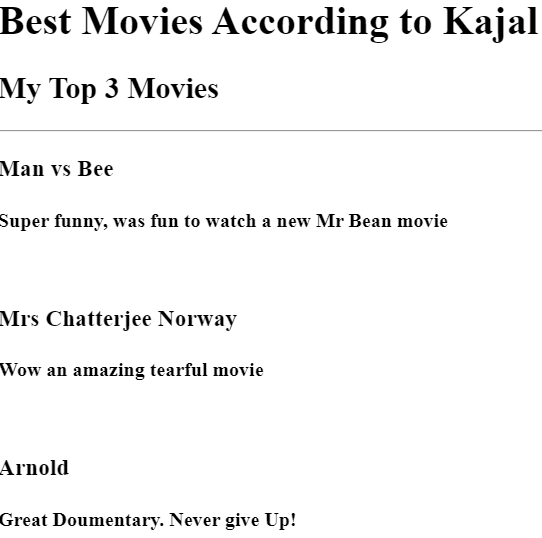 Best Movies According to Kajal
My Top 3 Movies
Man vs Bee
Super funny, was fun to watch a new Mr Bean movie
Mrs Chatterjee Norway
Wow an amazing tearful movie
Arnold
Great Doumentary. Never give Up!